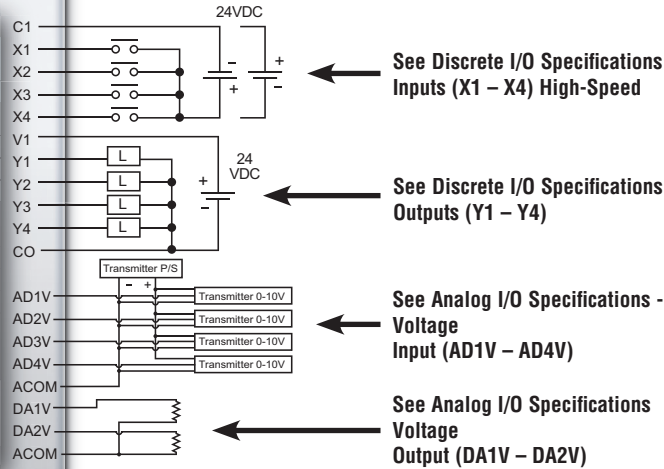 24VDC
C1
X1
X2
X3
X4
- +
+ -
See Discrete I/O Specifications
Inputs (X1 – X4) High-Speed
V1
Y1 L
Y2 L
Y3 L
Y4 L
CO
24
VDC
+
-
See Discrete I/O Specifications
Outputs (Y1 – Y4)
Transmitter P/S
- +
AD1V Transmitter 0-10V
AD2V Transmitter 0-10V
AD3V Transmitter 0-10V
AD4V Transmitter 0-10V
ACOM
See Analog I/O Specifications -
Voltage
Input (AD1V – AD4V)
DA1V
DA2V
ACOM
See Analog I/O Specifications
Voltage
Output (DA1V – DA2V)